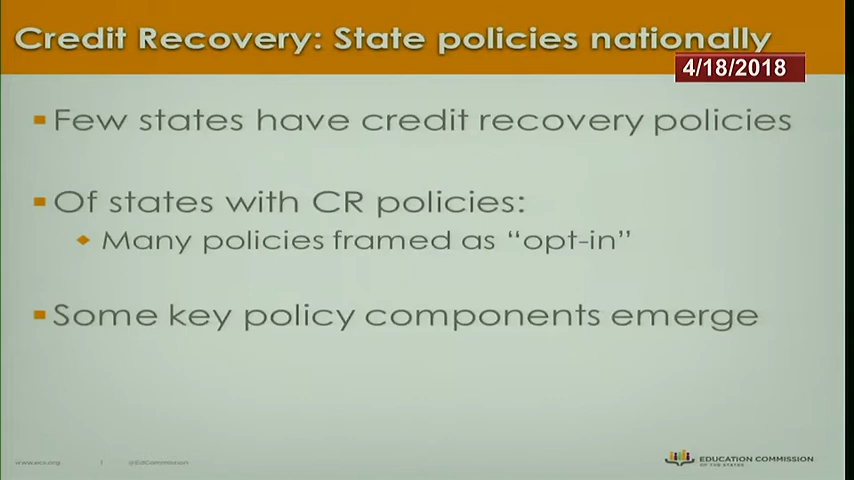 Credit Recovery: State policies nationally
4/18/2018
Few states have credit recovery policies
Of states with CR policies:
Many policies framed as “opt-in”
Some key policy components emerge
www.ecs.org | @EdCommission
EDUCATION COMMISSION
OF THE STATES